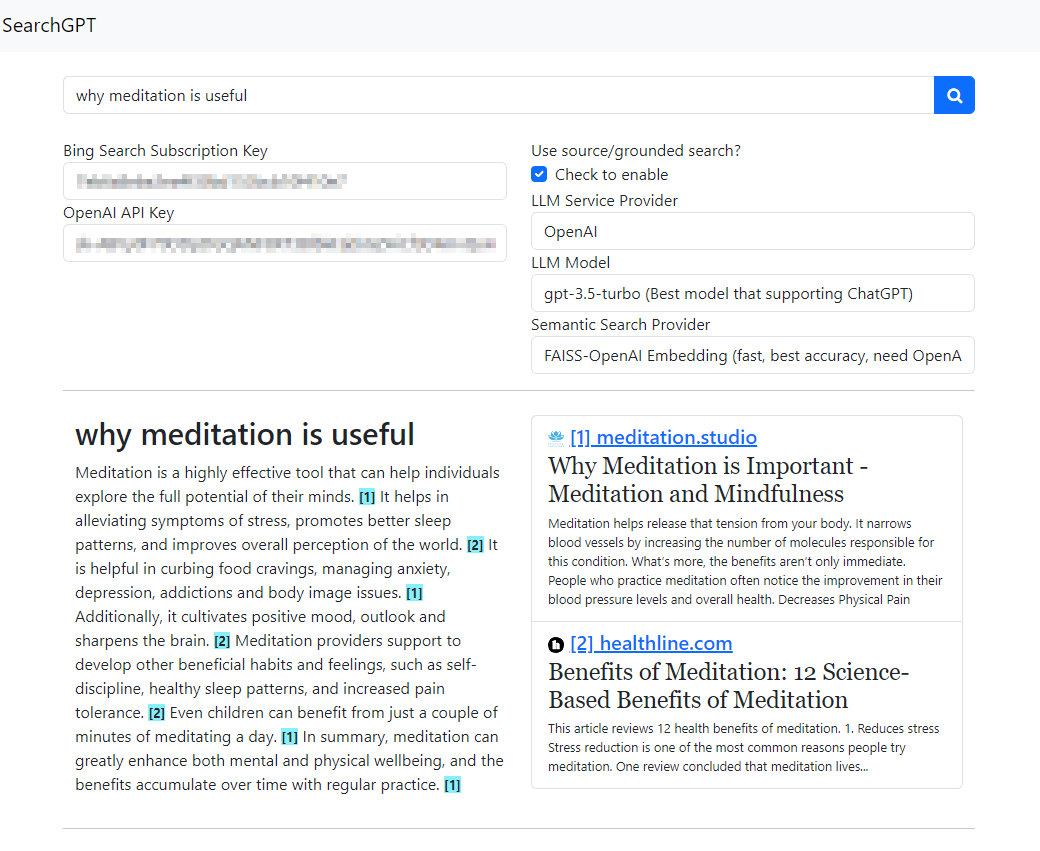 SearchGPT
why meditation is useful
Bing Search Subscription Key
OpenAI API Key
Use source/grounded search?
Check to enable
LLM Service Provider
OpenAI
LLM Model
gpt-3.5-turbo (Best model that supporting ChatGPT)
Semantic Search Provider
FAISS-OpenAI Embedding (fast, best accuracy, need OpenA
why meditation is useful
Meditation is a highly effective tool that can help individuals
explore the full potential of their minds. [1] It helps in
alleviating symptoms of stress, promotes better sleep
patterns, and improves overall perception of the world. [2] It
is helpful in curbing food cravings, managing anxiety,
depression, addictions and body image issues. [1]
Additionally, it cultivates positive mood, outlook and
sharpens the brain. [2] Meditation providers support to
develop other beneficial habits and feelings, such as self-
discipline, healthy sleep patterns, and increased pain
tolerance. [2] Even children can benefit from just a couple of
minutes of meditating a day. [1] In summary, meditation can
greatly enhance both mental and physical wellbeing, and the
benefits accumulate over time with regular practice. [1]
[1] meditation.studio
Why Meditation is Important -
Meditation and Mindfulness
Meditation helps release that tension from your body. It narrows
blood vessels by increasing the number of molecules responsible for
this condition. What's more, the benefits aren't only immediate.
People who practice meditation often notice the improvement in their
blood pressure levels and overall health. Decreases Physical Pain
[2] healthline.com
Benefits of Meditation: 12 Science-
Based Benefits of Meditation
This article reviews 12 health benefits of meditation. 1. Reduces stress
Stress reduction is one of the most common reasons people try
meditation. One review concluded that meditation lives...